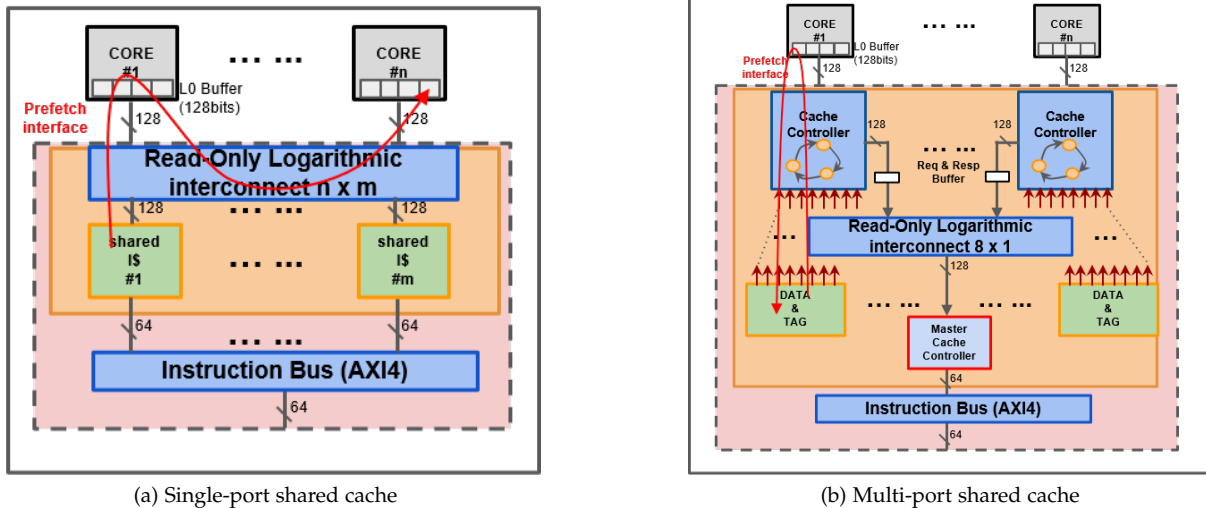 CORE
#1
... ...
CORE
#n
L0 Buffer
(128bits)
Prefetch
interface
128
128
Read-Only Logarithmic
interconnect n x m
128
... ...
128
shared
I$
#1
... ...
shared
I$
#m
64
... ...
64
Instruction Bus (AXI4)
64
(a) Single-port shared cache
CORE
#1
... ...
CORE
#n
L0 Buffer
(128bits)
Prefetch
interface
128
128
Cache
Controller
128
... ...
128
Cache
Controller
Req & Resp
Buffer
...
Read-Only Logarithmic
interconnect 8 x 1
...
128
DATA
&
TAG
... ...
... ...
DATA
&
TAG
Master
Cache
Controller
64
Instruction Bus (AXI4)
64
(b) Multi-port shared cache